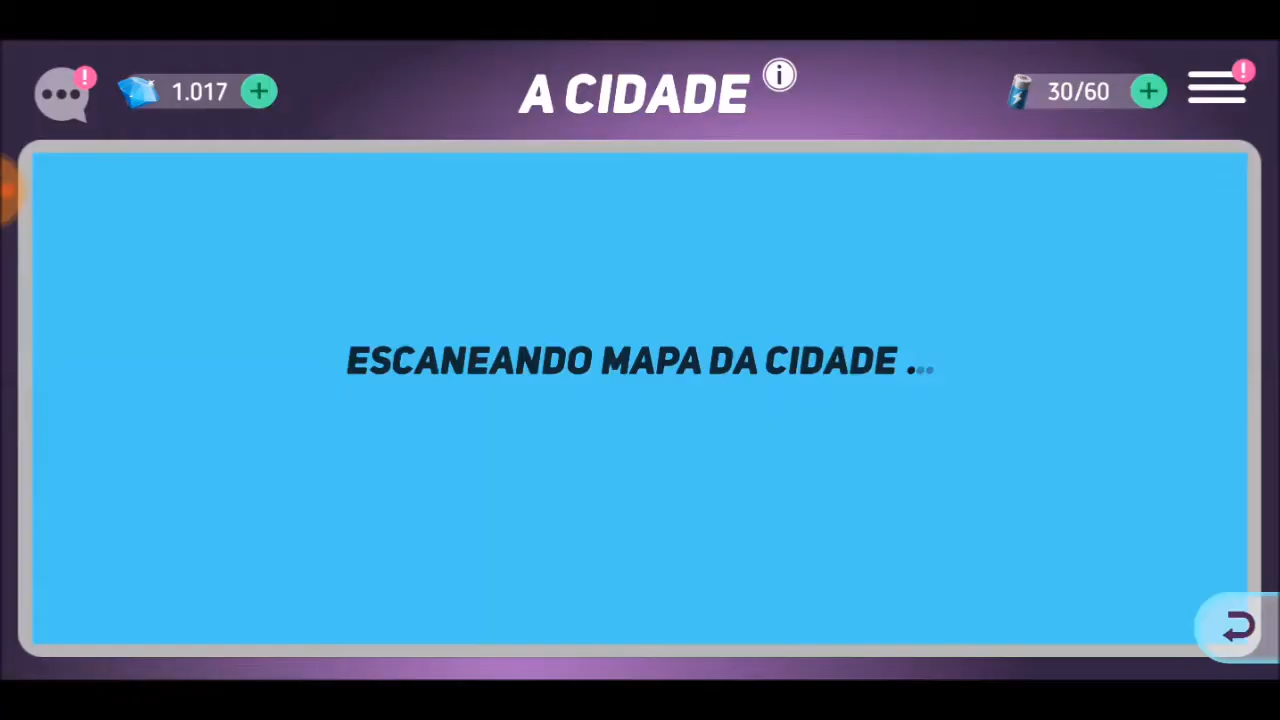 ! 1.017 + A CIDADE i 30/60 + !
ESCANEANDO MAPA DA CIDADE ...